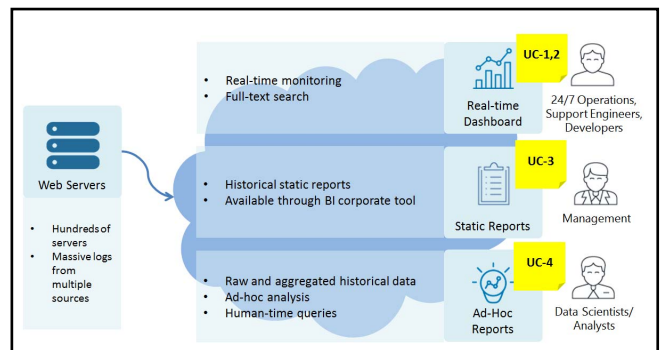 Web Servers
• Hundreds of
servers
• Massive logs
from
multiple
sources
• Real-time monitoring
• Full-text search
Real-time
Dashboard
UC-1,2
24/7 Operations,
Support Engineers,
Developers
• Historical static reports
• Available through BI corporate tool
Static Reports
UC-3
Management
• Raw and aggregated historical data
• Ad-hoc analysis
• Human-time queries
Ad-Hoc
Reports
UC-4
Data Scientists/
Analysts